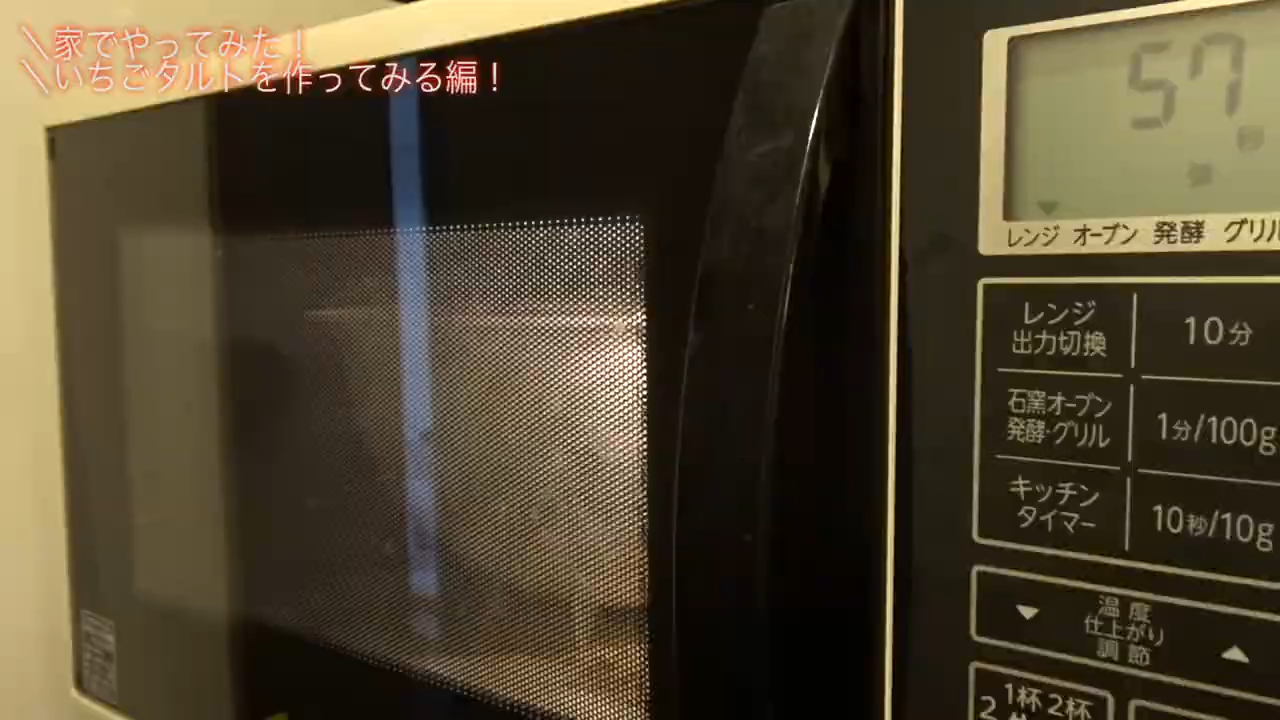 ＼家でやってみた！
＼いちごタルトを作ってみる編！
57
秒
レンジ オーブン 発酵 グリル
レンジ
出力切換
10分
石窯オーブン
発酵・グリル
1分/100g
キッチン
タイマー
10秒/10g
▼ 温度 ▲
仕上がり
調節
1杯 2杯
2